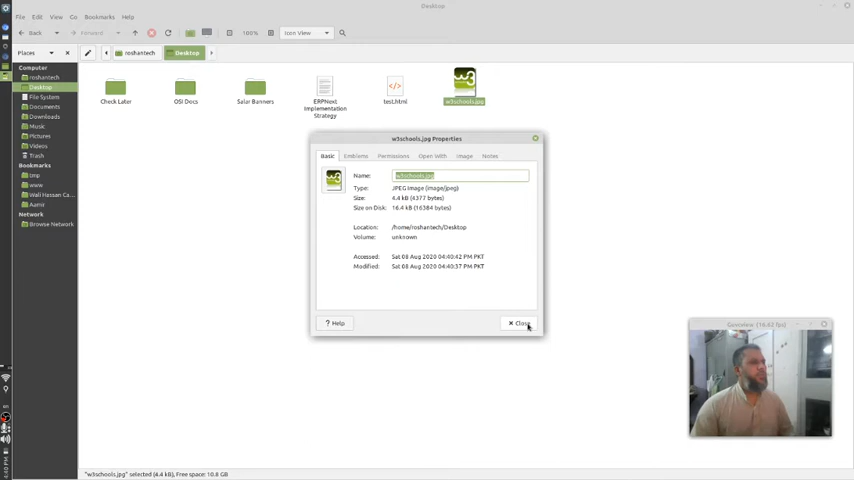 Desktop
File Edit View Go Bookmarks Help
Back Forward 100% Icon View
Places roshantech Desktop
Computer
roshantech
Desktop
File System
Documents
Downloads
Music
Pictures
Videos
Trash
Bookmarks
tmp
www
Wali Hassan Ca...
Aamir
Network
Browse Network
Check Later
OSI Docs
Salar Banners
ERPNext
Implementation
Strategy
test.html
w3schools.jpg
w3schools.jpg Properties
Basic Emblems Permissions Open With Image Notes
Name: w3schools.jpg
Type: JPEG Image (image/jpeg)
Size: 4.4 kB (4377 bytes)
Size on Disk: 16.4 kB (16384 bytes)
Location: /home/roshantech/Desktop
Volume: unknown
Accessed: Sat 08 Aug 2020 04:40:42 PM PKT
Modified: Sat 08 Aug 2020 04:40:37 PM PKT
? Help
Close
"w3schools.jpg" selected (4.4 kB), Free space: 10.8 GB